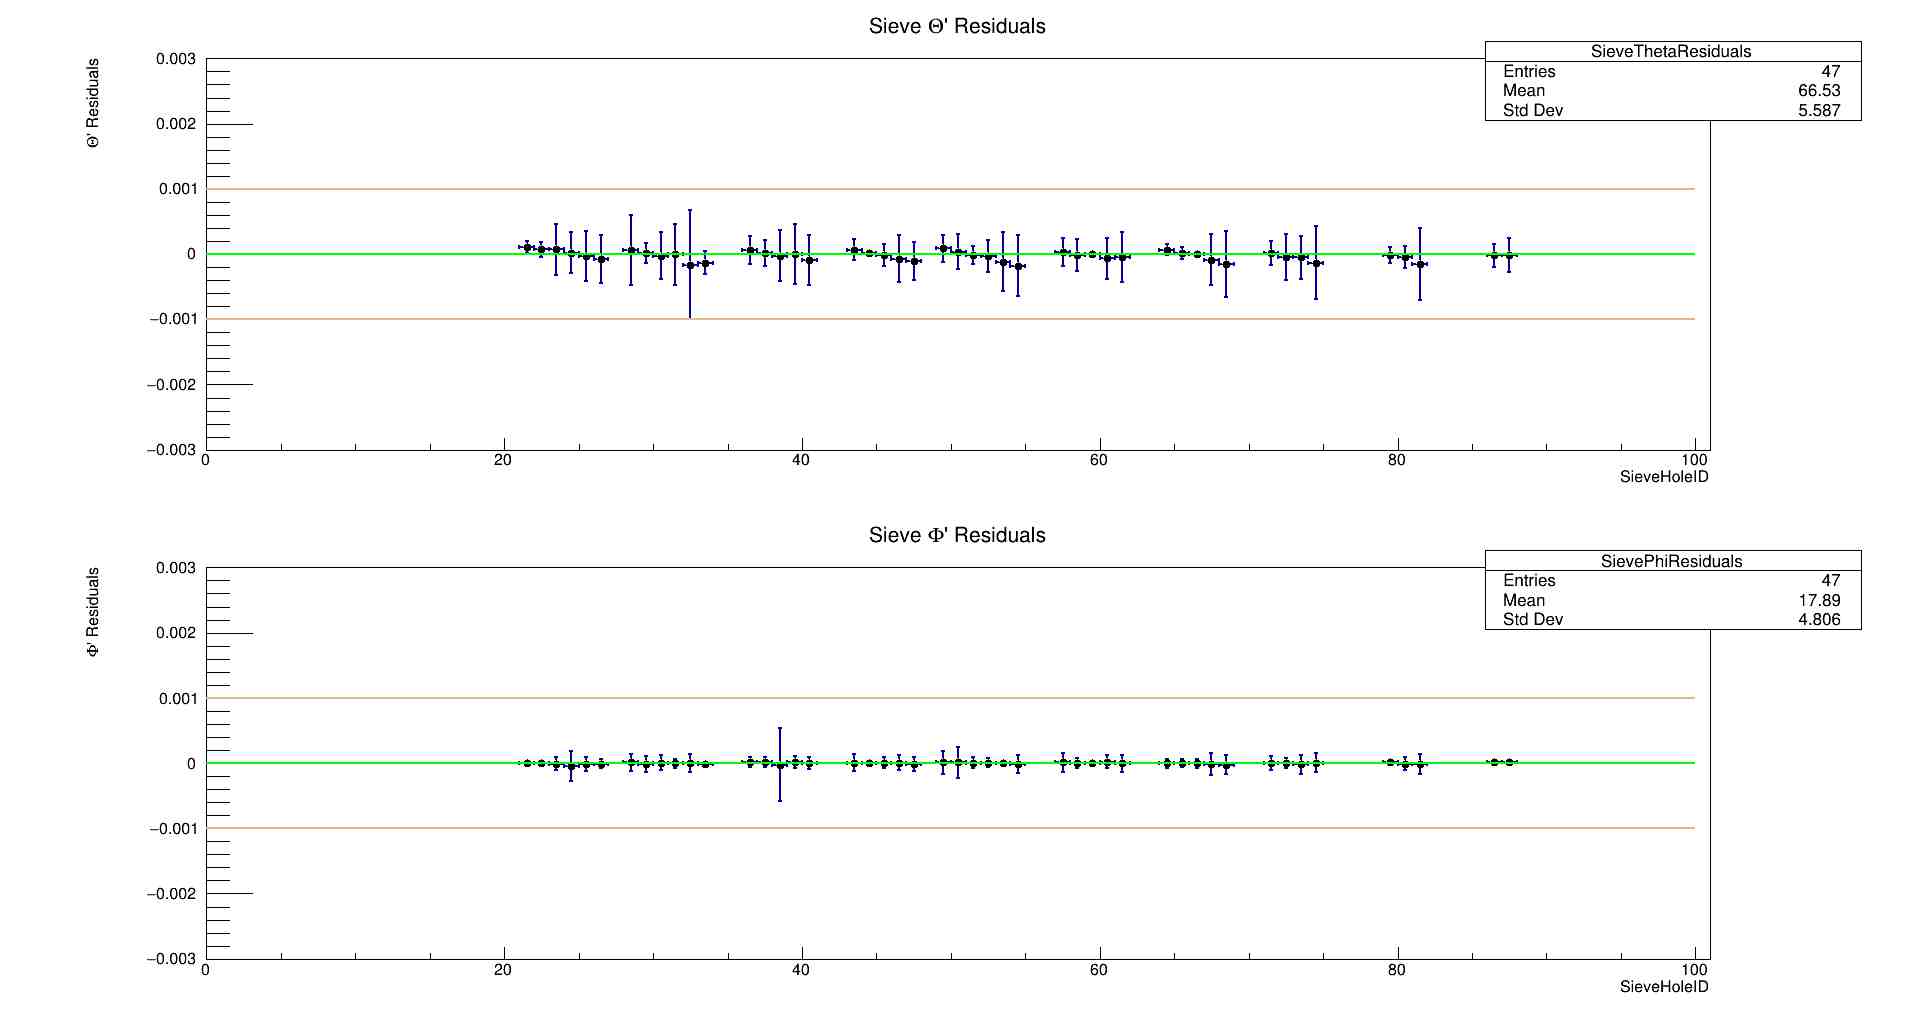 Sieve Θ' Residuals
SieveThetaResiduals
Entries 47
Mean 66.53
Std Dev 5.587
Θ' Residuals
0.003
0.002
0.001
0
−0.001
−0.002
−0.003
0 20 40 60 80 100
SieveHoleID
Sieve Φ' Residuals
SievePhiResiduals
Entries 47
Mean 17.89
Std Dev 4.806
Φ' Residuals
0.003
0.002
0.001
0
−0.001
−0.002
−0.003
0 20 40 60 80 100
SieveHoleID